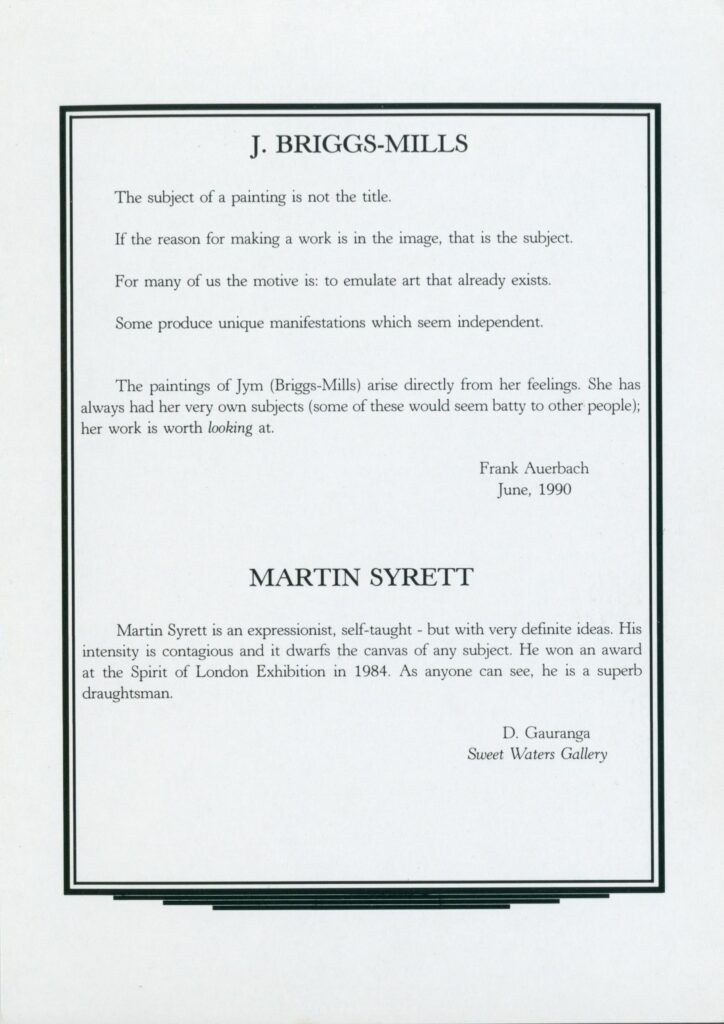 J. BRIGGS-MILLS
The subject of a painting is not the title.
If the reason for making a work is in the image, that is the subject.
For many of us the motive is: to emulate art that already exists.
Some produce unique manifestations which seem independent.
The paintings of Jym (Briggs-Mills) arise directly from her feelings. She has
always had her very own subjects (some of these would seem batty to other people);
her work is worth looking at.
Frank Auerbach
June, 1990
MARTIN SYRETT
Martin Syrett is an expressionist, self-taught - but with very definite ideas. His
intensity is contagious and it dwarfs the canvas of any subject. He won an award
at the Spirit of London Exhibition in 1984. As anyone can see, he is a superb
draughtsman.
D. Gauranga
Sweet Waters Gallery